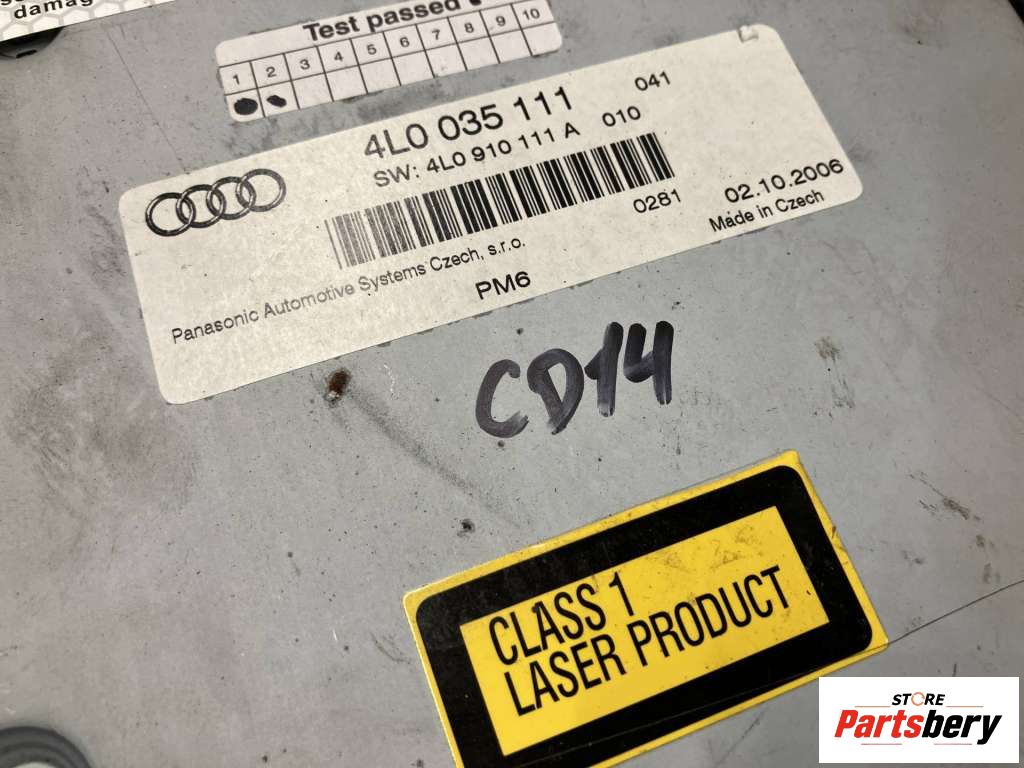 damag
Test passed
1 2 3 4 5 6 7 8 9 10
4L0 035 111 041
SW: 4L0 910 111 A 010
0281
02.10.2006
Made in Czech
Panasonic Automotive Systems Czech, s.r.o.
PM6
CD14
CLASS 1
LASER PRODUCT
STORE
Partsbery